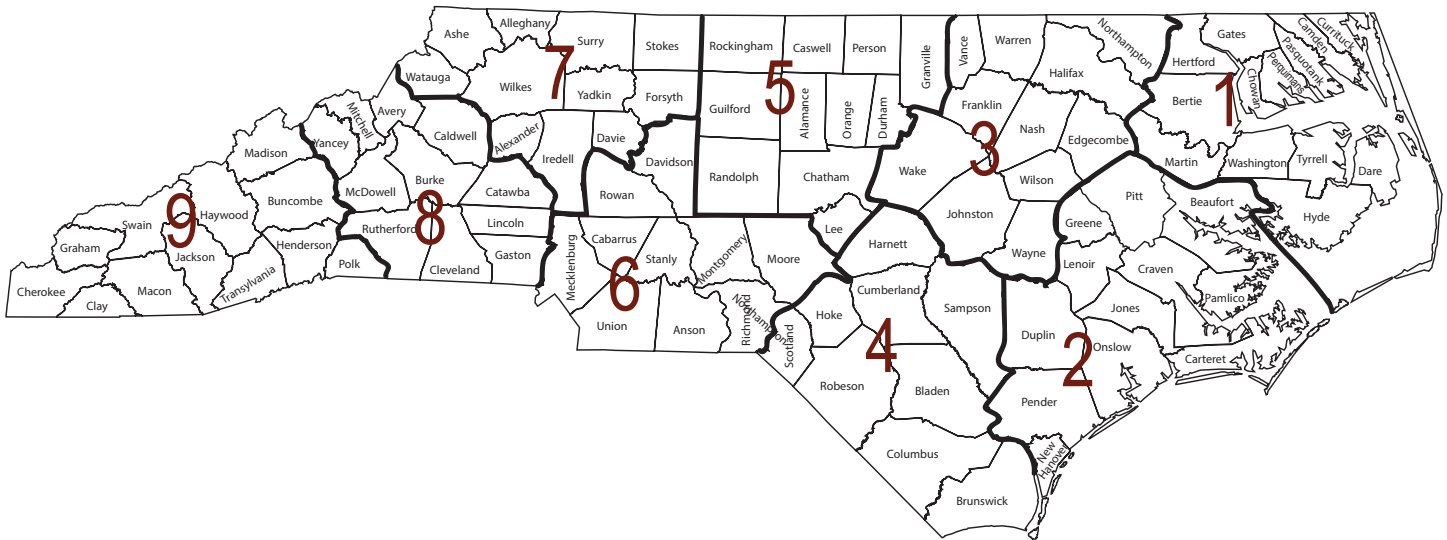 Alleghany
Ashe
Surry
Stokes
Rockingham
Caswell
Person
Granville
Vance
Warren
Northampton
Gates
Camden
Currituck
Pasquotank
Perquimans
Chowan
Hertford
Halifax
Watauga
Wilkes
7
Yadkin
Forsyth
Guilford
5
Alamance
Orange
Durham
Franklin
Nash
Edgecombe
Bertie
1
Mitchell
Avery
Caldwell
Alexander
Iredell
Davie
Davidson
Randolph
Chatham
Wake
3
Wilson
Martin
Washington
Tyrrell
Dare
Madison
Yancey
McDowell
Burke
Catawba
Rowan
Johnston
Pitt
Beaufort
Hyde
Buncombe
Haywood
Swain
9
Rutherford
8
Lincoln
Lee
Harnett
Wayne
Greene
Graham
Jackson
Henderson
Polk
Cleveland
Gaston
Mecklenburg
Cabarrus
Stanly
Montgomery
Moore
Lenoir
Craven
Pamlico
Cherokee
Clay
Macon
Transylvania
6
Union
Anson
Richmond
Northampton
Scotland
Hoke
Cumberland
Sampson
Duplin
Jones
4
2
Onslow
Carteret
Robeson
Bladen
Pender
Columbus
New
Hanover
Brunswick